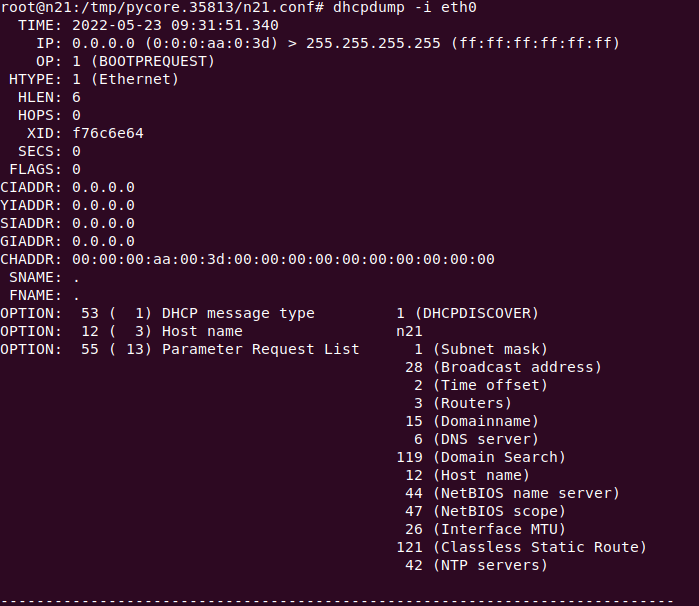 root@n21:/tmp/pycore.35813/n21.conf# dhcpdump -i eth0
  TIME: 2022-05-23 09:31:51.340
    IP: 0.0.0.0 (0:0:0:aa:0:3d) > 255.255.255.255 (ff:ff:ff:ff:ff:ff)
    OP: 1 (BOOTPREQUEST)
 HTYPE: 1 (Ethernet)
  HLEN: 6
  HOPS: 0
   XID: f76c6e64
  SECS: 0
 FLAGS: 0
CIADDR: 0.0.0.0
YIADDR: 0.0.0.0
SIADDR: 0.0.0.0
GIADDR: 0.0.0.0
CHADDR: 00:00:00:aa:00:3d:00:00:00:00:00:00:00:00:00:00
 SNAME: .
 FNAME: .
OPTION:  53 (  1) DHCP message type         1 (DHCPDISCOVER)
OPTION:  12 (  3) Host name                 n21
OPTION:  55 ( 13) Parameter Request List      1 (Subnet mask)
                                             28 (Broadcast address)
                                              2 (Time offset)
                                              3 (Routers)
                                             15 (Domainname)
                                              6 (DNS server)
                                            119 (Domain Search)
                                             12 (Host name)
                                             44 (NetBIOS name server)
                                             47 (NetBIOS scope)
                                             26 (Interface MTU)
                                            121 (Classless Static Route)
                                             42 (NTP servers)
---------------------------------------------------------------------------